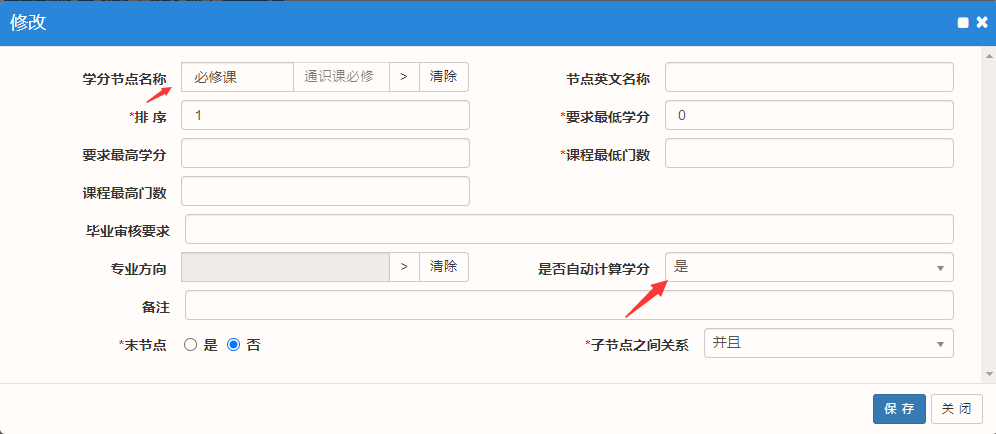 修改
学分节点名称 必修课 通识课必修 > 清除 节点英文名称
*排 序 1 *要求最低学分 0
要求最高学分 *课程最低门数
课程最高门数
毕业审核要求
专业方向 > 清除 是否自动计算学分 是
备注
*末节点 是 否 *子节点之间关系 并且
保 存 关 闭